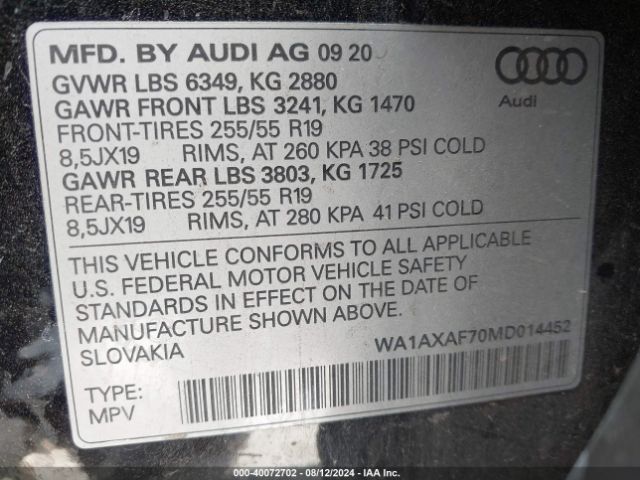 MFD. BY AUDI AG 09 20
GVWR LBS 6349, KG 2880
GAWR FRONT LBS 3241, KG 1470
FRONT-TIRES 255/55 R19
8,5JX19 RIMS, AT 260 KPA 38 PSI COLD
GAWR REAR LBS 3803, KG 1725
REAR-TIRES 255/55 R19
8,5JX19 RIMS, AT 280 KPA 41 PSI COLD
Audi
THIS VEHICLE CONFORMS TO ALL APPLICABLE
U.S. FEDERAL MOTOR VEHICLE SAFETY
STANDARDS IN EFFECT ON THE DATE OF
MANUFACTURE SHOWN ABOVE.
SLOVAKIA WA1AXAF70MD014452
TYPE:
MPV
000-40072702 - 08/12/2024 - IAA Inc.